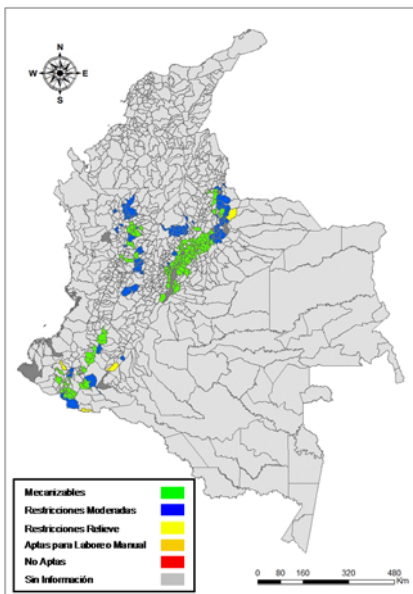 N
W E
S
Mecanizables
Restricciones Moderadas
Restricciones Relieve
Aptas para Laboreo Manual
No Aptas
Sin Información
0 80 160 320 480
Km